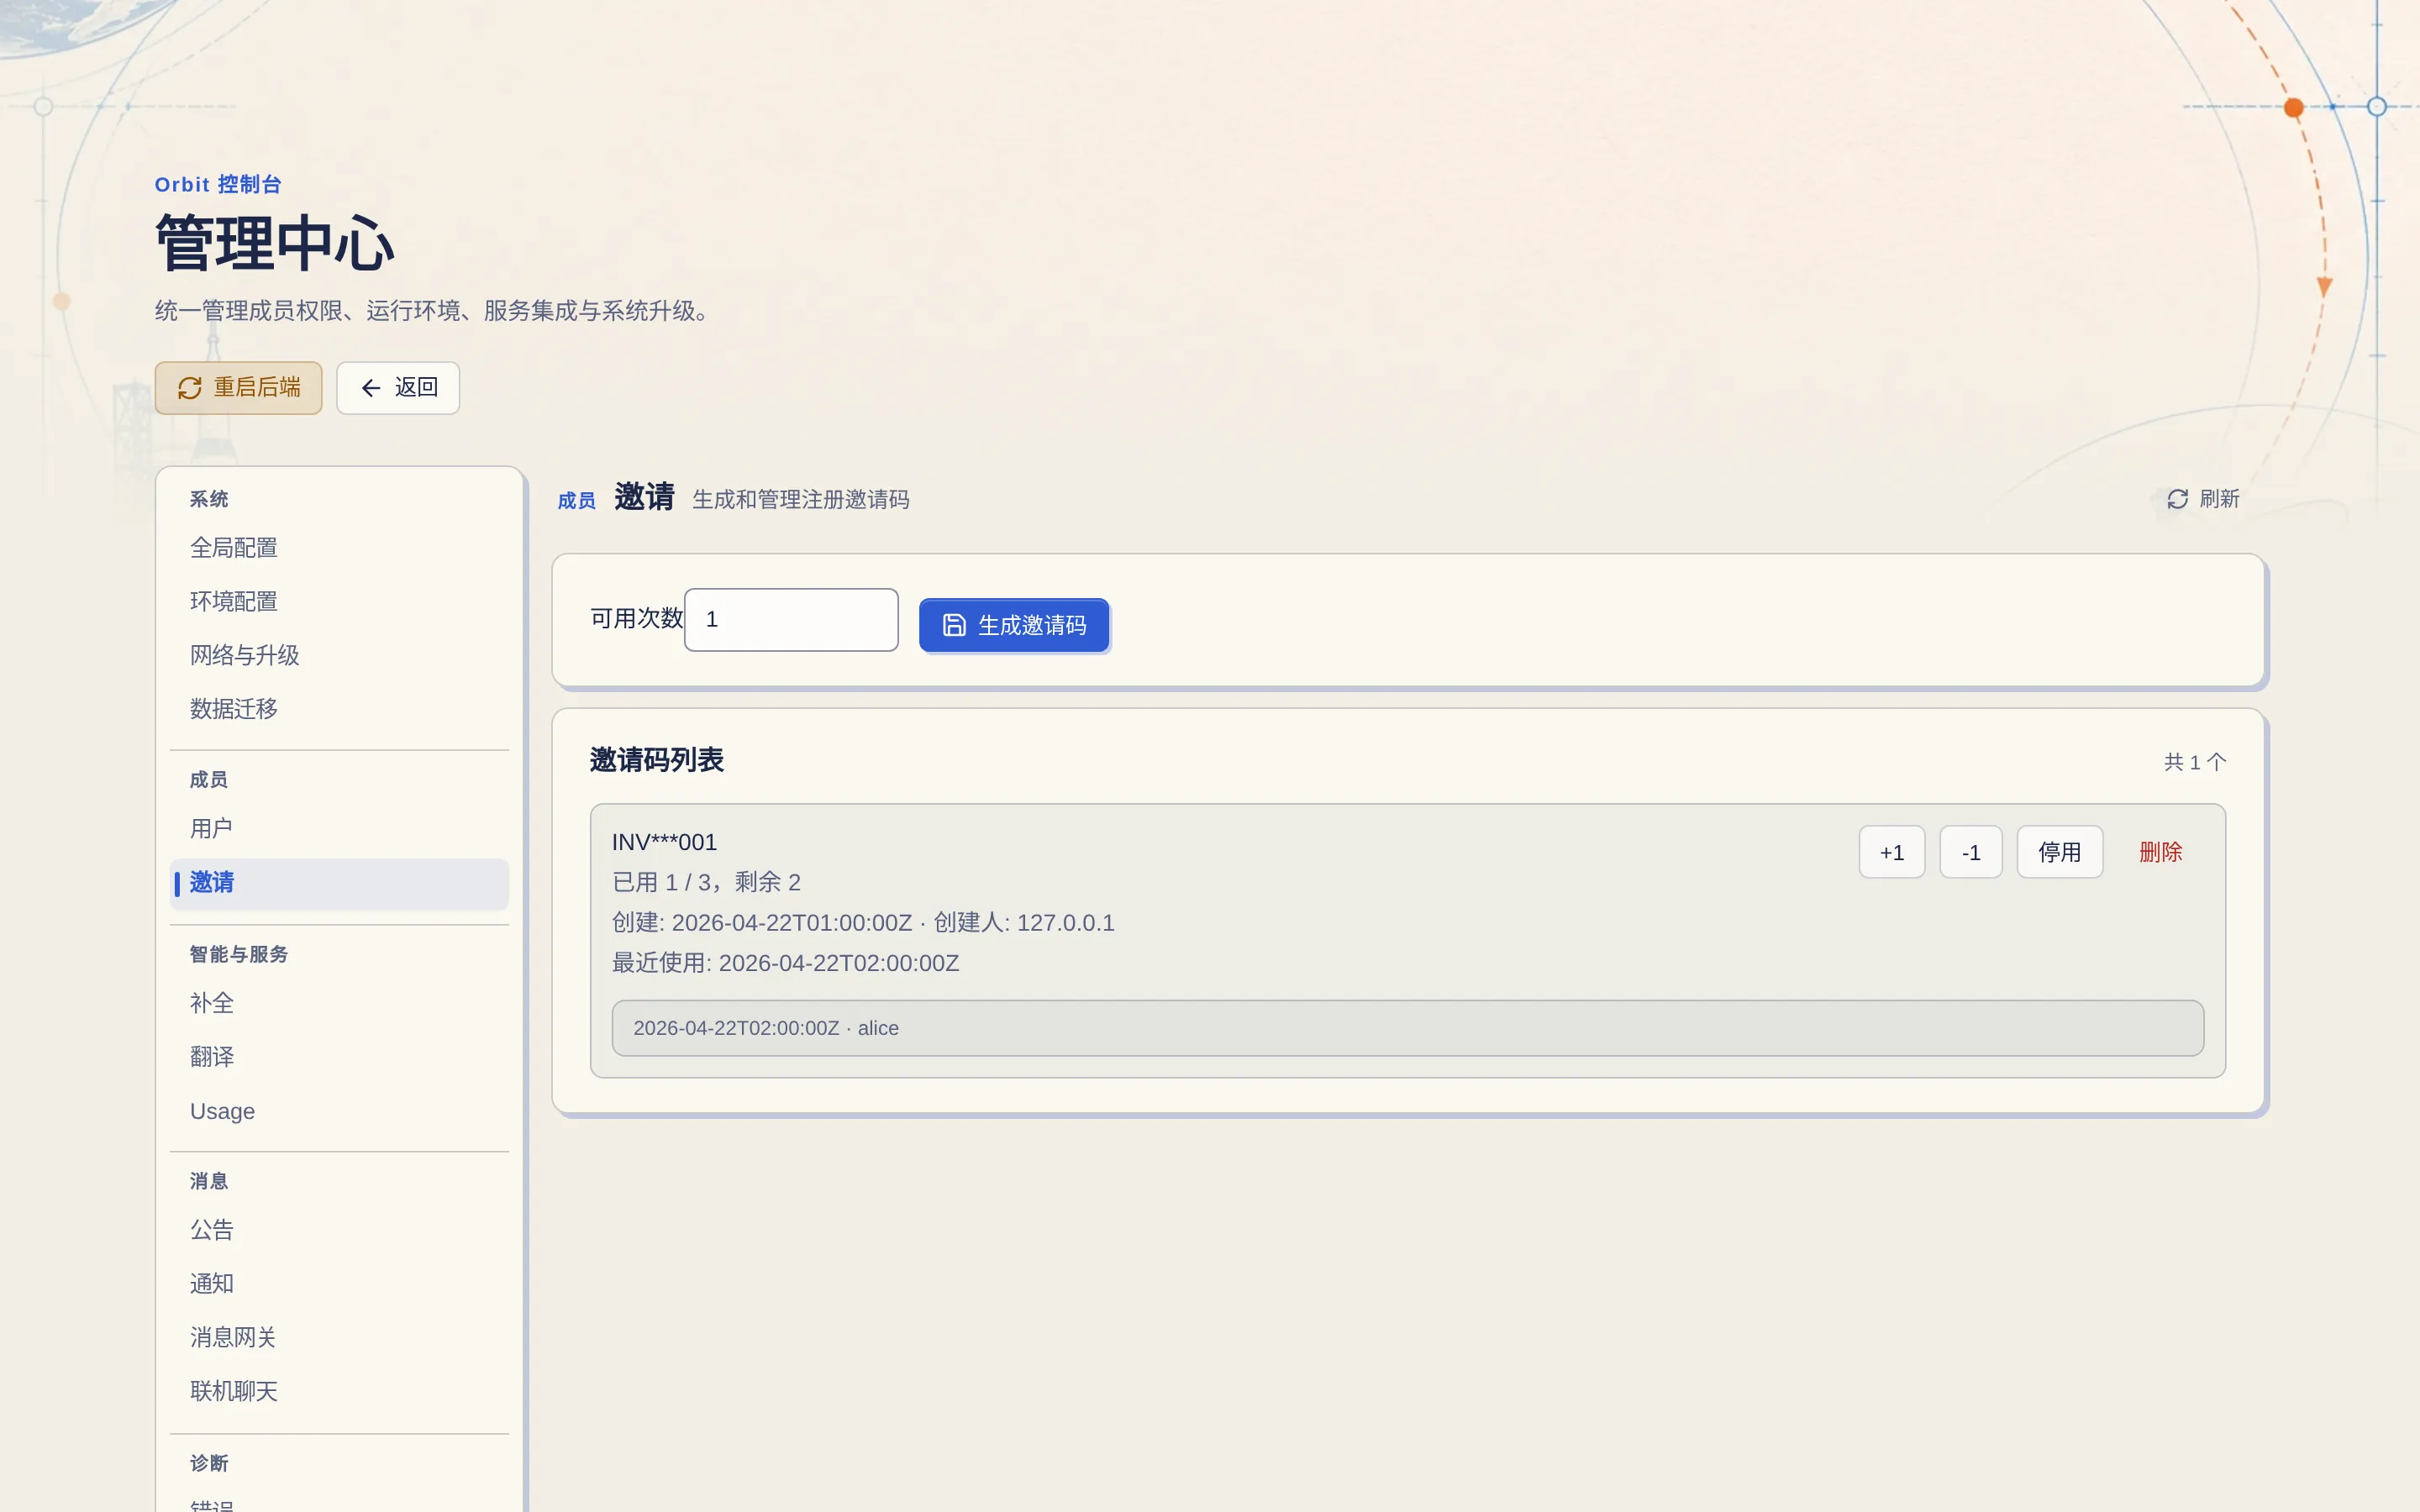 Orbit 控制台
管理中心
统一管理成员权限、运行环境、服务集成与系统升级。
重启后端 返回
系统
全局配置
环境配置
网络与升级
数据迁移
成员
用户
邀请
智能与服务
补全
翻译
Usage
消息
公告
通知
消息网关
联机聊天
诊断
错误
成员 邀请 生成和管理注册邀请码 刷新
可用次数 1 生成邀请码
邀请码列表 共 1 个
INV***001 +1 -1 停用 删除
已用 1 / 3，剩余 2
创建: 2026-04-22T01:00:00Z · 创建人: 127.0.0.1
最近使用: 2026-04-22T02:00:00Z
2026-04-22T02:00:00Z · alice